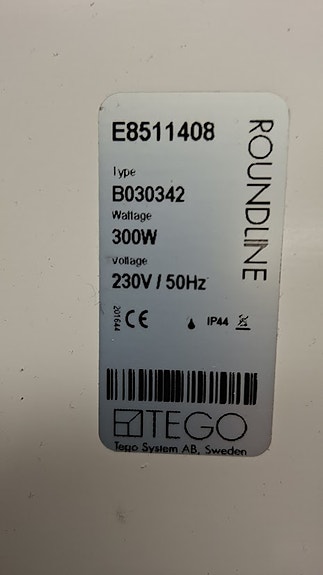 E8511408
Type
B030342
Wattage
300W
Voltage
230V / 50Hz
201644 CE IP44
TEGO
Tego System AB, Sweden
ROUNDLINE